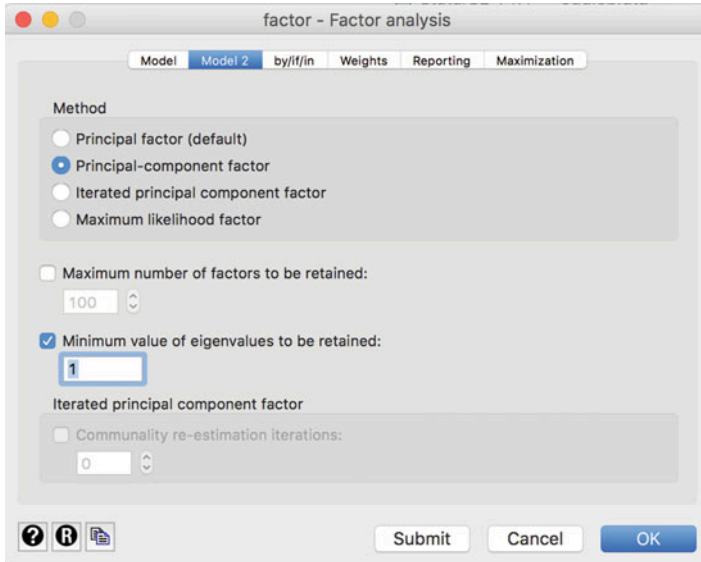 factor - Factor analysis
Model Model 2 by/if/in Weights Reporting Maximization
Method
Principal factor (default)
Principal-component factor
Iterated principal component factor
Maximum likelihood factor
Maximum number of factors to be retained:
100
Minimum value of eigenvalues to be retained:
1
Iterated principal component factor
Communality re-estimation iterations:
0
? R Submit Cancel OK